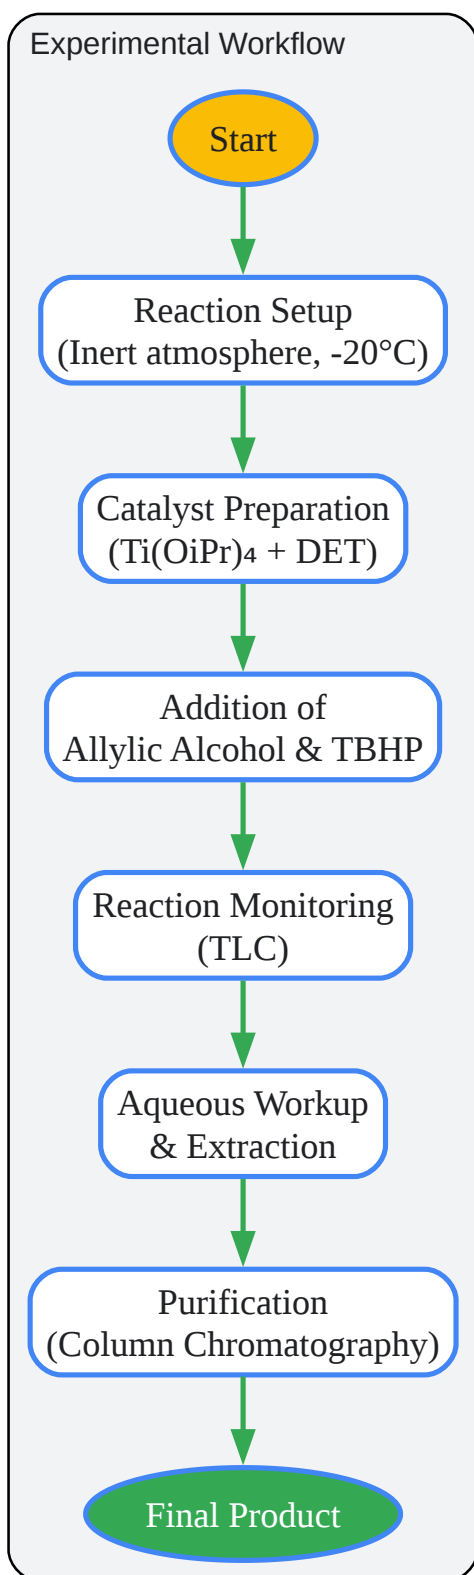 Experimental Workflow
Start
Reaction Setup
(Inert atmosphere, -20°C)
Catalyst Preparation
(Ti(OiPr)₄ + DET)
Addition of
Allylic Alcohol & TBHP
Reaction Monitoring
(TLC)
Aqueous Workup
& Extraction
Purification
(Column Chromatography)
Final Product